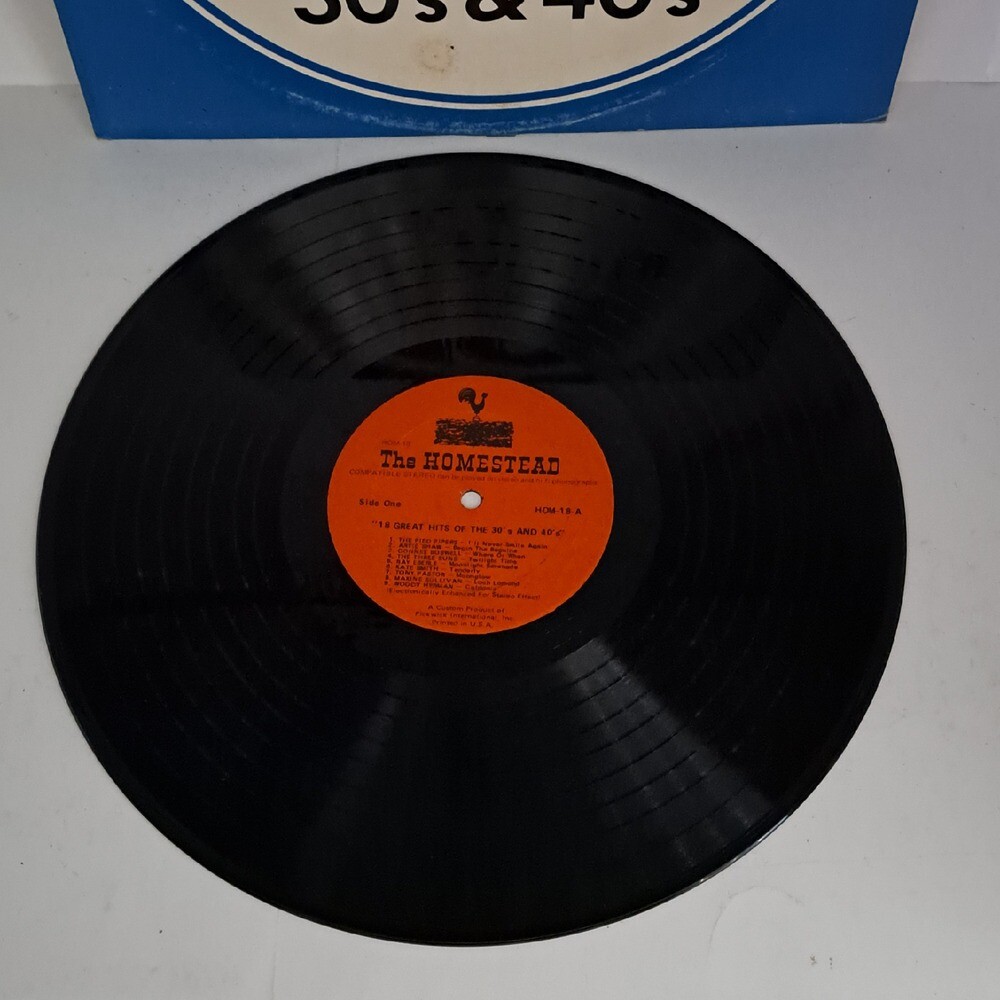 30's & 40's
HOM-18
The HOMESTEAD
Side One
HOM-18-A
"18 GREAT HITS OF THE 30's AND 40's"
1. THE PIED PIPERS - I'll Never Smile Again
2. ARTIE SHAW - Begin The Beguine
3. CONNEE BOSWELL - Where Or When
4. THE THREE SUNS - Twilight Time
5. RAY EBERLE - Moonlight Serenade
6. KATE SMITH -
7. TONY PASTOR - Moonglow
8. MAXINE SULLIVAN - Loch Lomond
9. WOODY HERMAN -
(Electronically Enhanced For Stereo Effect)
A Custom Product of
Pickwick International, Inc.
Printed in U.S.A.